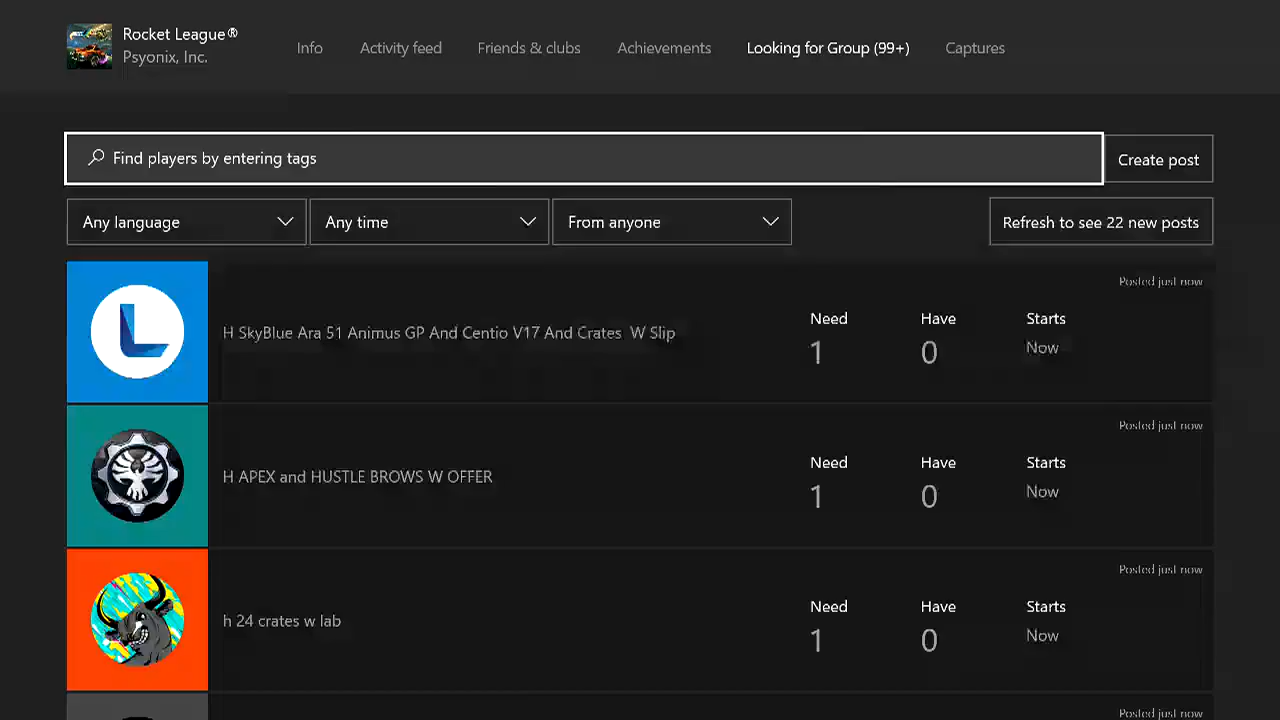 Rocket League®
Psyonix, Inc.
Info Activity feed Friends & clubs Achievements Looking for Group (99+) Captures
Find players by entering tags
Create post
Any language Any time From anyone Refresh to see 22 new posts
Posted just now
H SkyBlue Ara 51 Animus GP And Centio V17 And Crates W Slip
Need Have Starts
1 0 Now
Posted just now
H APEX and HUSTLE BROWS W OFFER
Need Have Starts
1 0 Now
Posted just now
h 24 crates w lab
Need Have Starts
1 0 Now
Posted just now